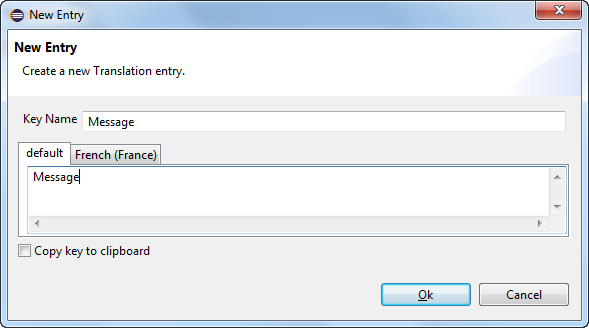 New Entry
New Entry
Create a new Translation entry.
Key Name Message
default French (France)
Message
Copy key to clipboard
Ok Cancel